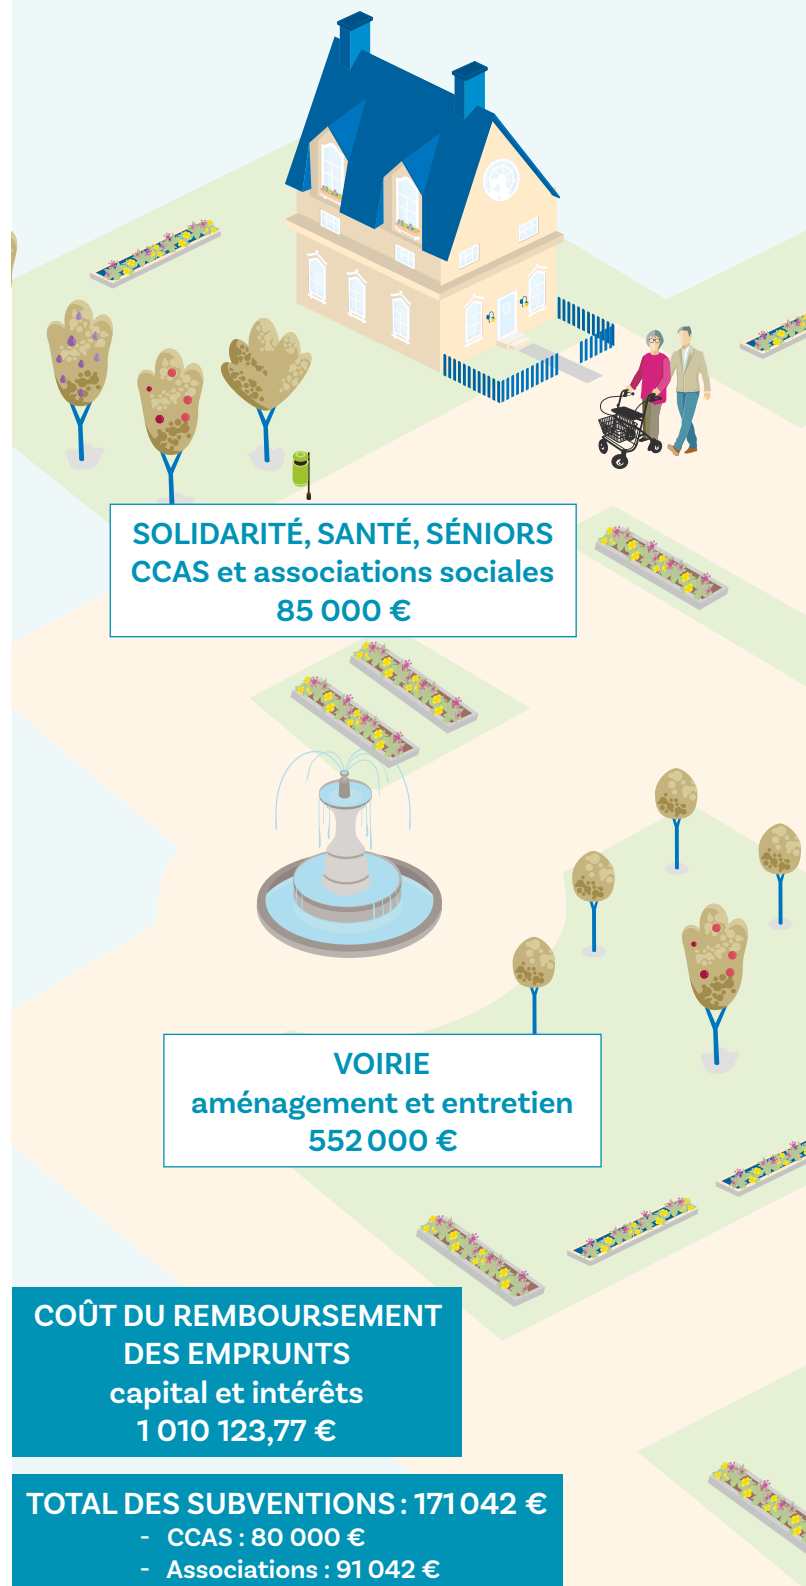 SOLIDARITÉ, SANTÉ, SÉNIORS
CCAS et associations sociales
85 000 €
VOIRIE
aménagement et entretien
552 000 €
COÛT DU REMBOURSEMENT
DES EMPRUNTS
capital et intérêts
1 010 123,77 €
TOTAL DES SUBVENTIONS : 171 042 €
- CCAS : 80 000 €
- Associations : 91 042 €